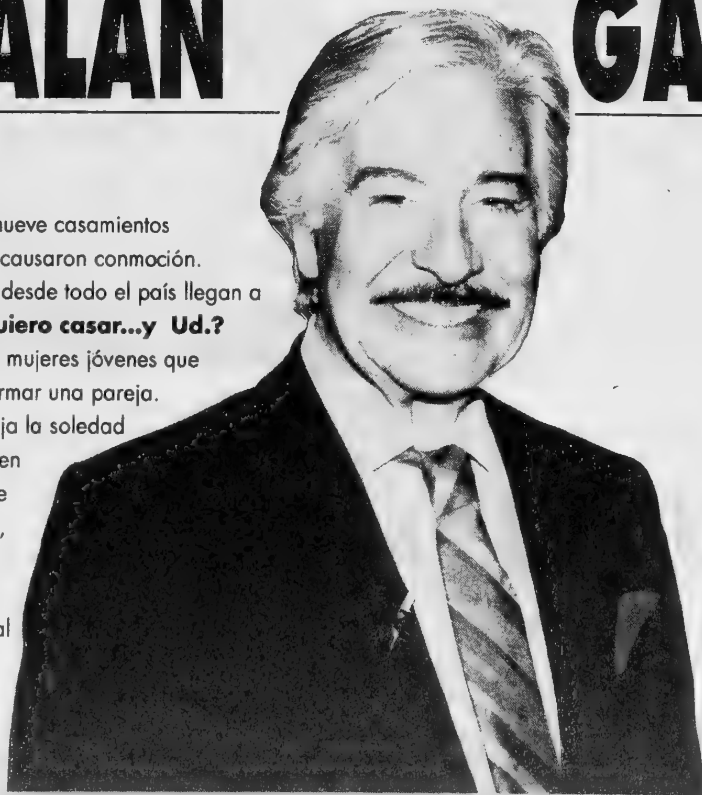 ALAN GA
nueve casamientos
causaron conmoción.
desde todo el país llegan a
uiero casar...y Ud.?
mujeres jóvenes que
rmar una pareja.
ja la soledad
en
e
,
al